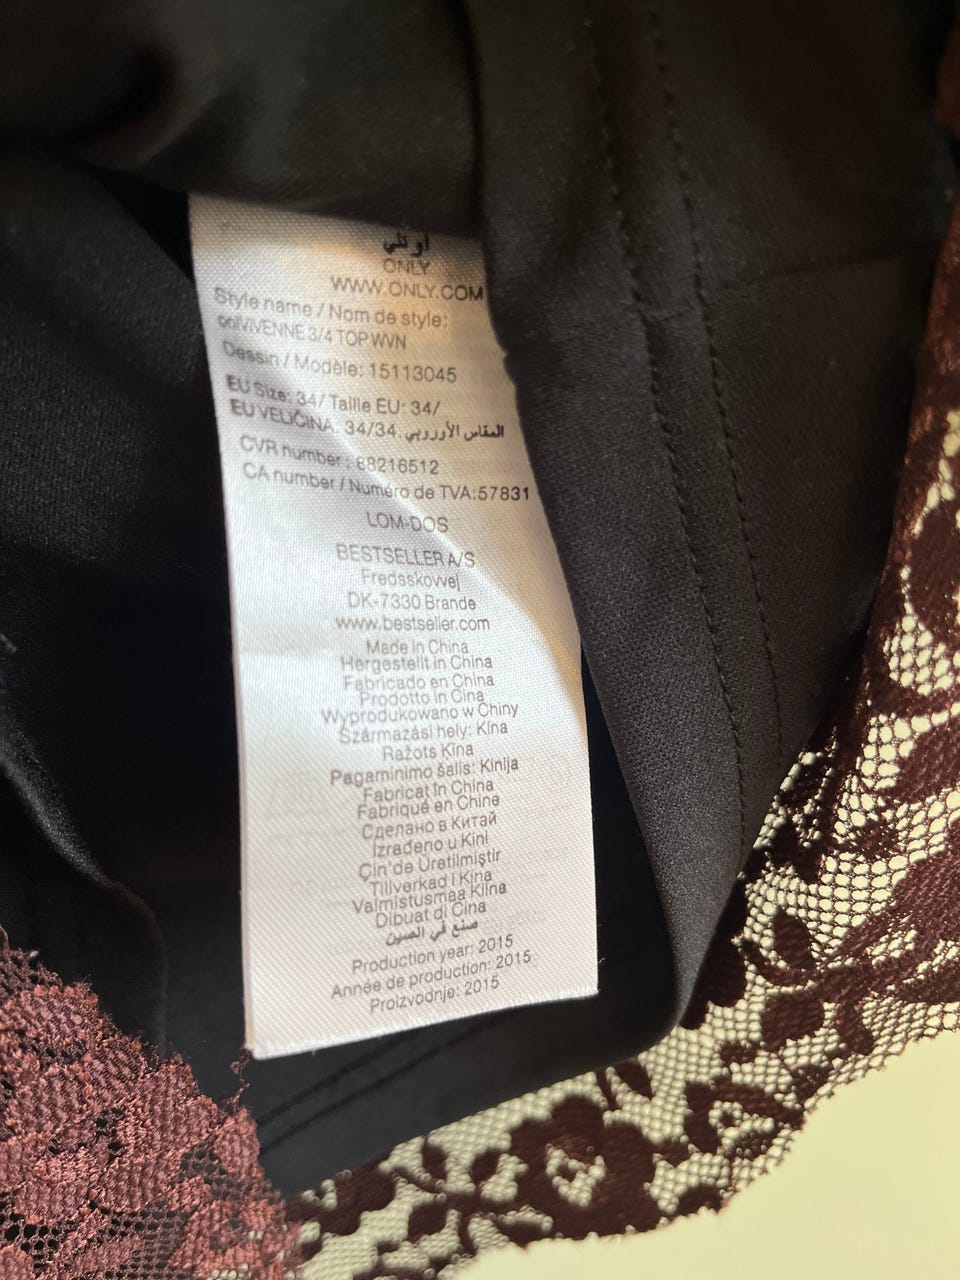 أونلي
ONLY
WWW.ONLY.COM
Style name / Nom de style:
onlVIVENNE 3/4 TOP WVN
Dessin / Modèle: 15113045
EU Size: 34/ Taille EU: 34/
EU VELIČINA. 34/34. المقاس الأوروبي
CVR number : 88216512
CA number / Numéro de TVA:57831
LOM-DOS
BESTSELLER A/S
Fredsskovvej
DK-7330 Brande
www.bestseller.com
Made in China
Hergestellt in China
Fabricado en China
Prodotto in Cina
Wyprodukowano w Chiny
Származási hely: Kína
Ražots Ķīna
Pagaminimo šalis: Kinija
Fabricat în China
Fabriqué en Chine
Сделано в Китай
Izrađeno u Kini
Çin'de Üretilmiştir
Tillverkad i Kina
Valmistusmaa Kiina
Dibuat di Cina
صنع في الصين
Production year: 2015
Année de production: 2015
Proizvodnje: 2015